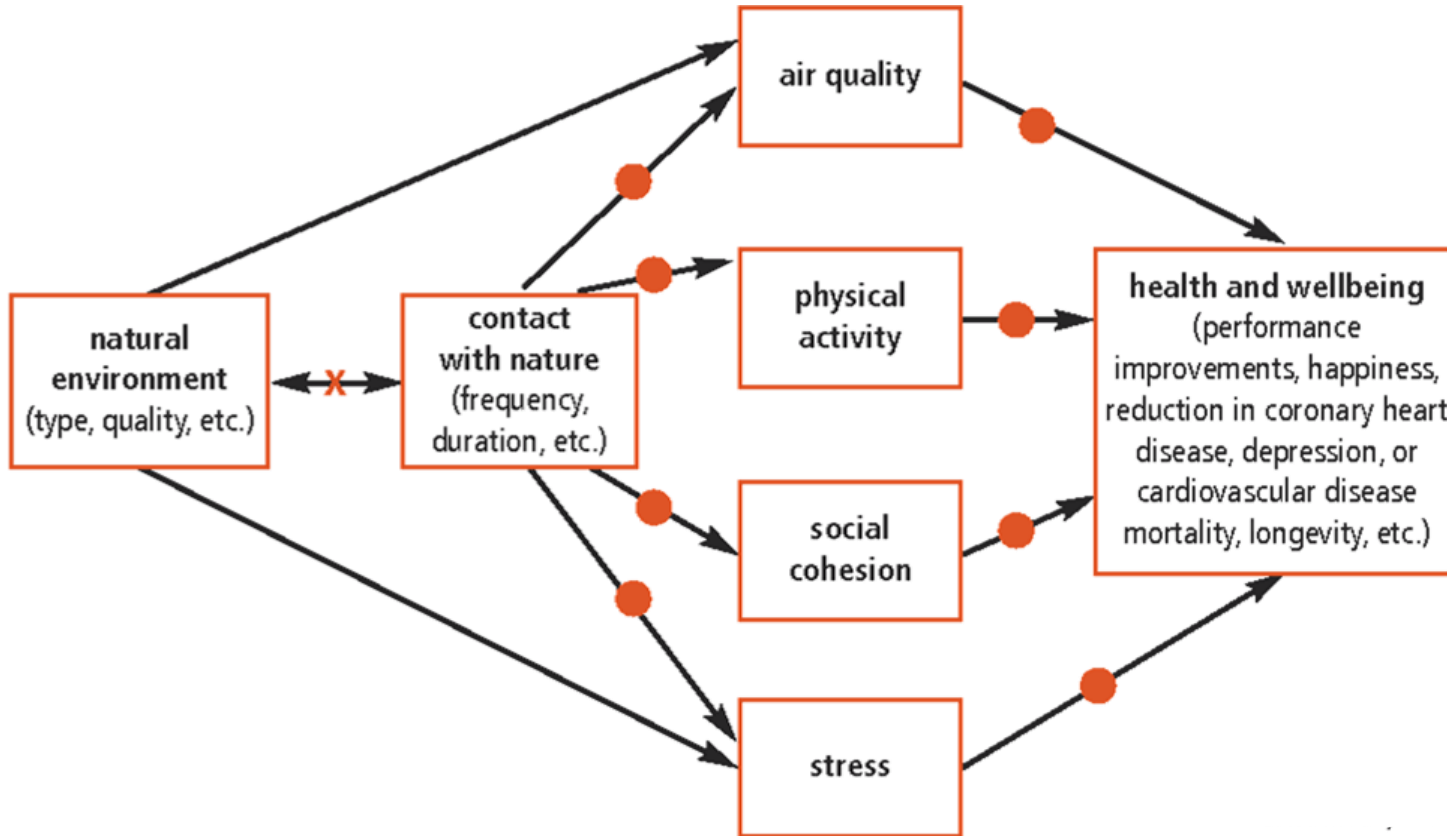 air quality
natural
environment
(type, quality, etc.)
X
contact
with nature
(frequency,
duration, etc.)
physical
activity
social
cohesion
stress
health and wellbeing
(performance
improvements, happiness,
reduction in coronary heart
disease, depression, or
cardiovascular disease
mortality, longevity, etc.)